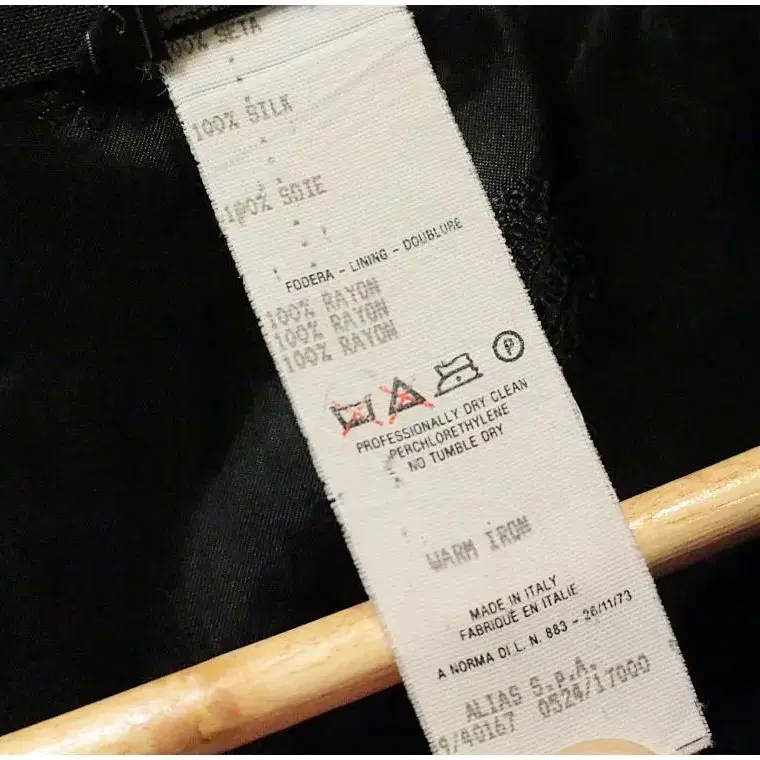 100% SETA
100% SILK
100% SOIE
FODERA - LINING - DOUBLURE
100% RAYON
100% RAYON
100% RAYON
P
PROFESSIONALLY DRY CLEAN
PERCHLORETHYLENE
NO TUMBLE DRY
WARM IRON
MADE IN ITALY
FABRIQUE EN ITALIE
A NORMA DI L. N. 883 - 26/11/73
ALIAS S.P.A.
9/40167 0524/17000